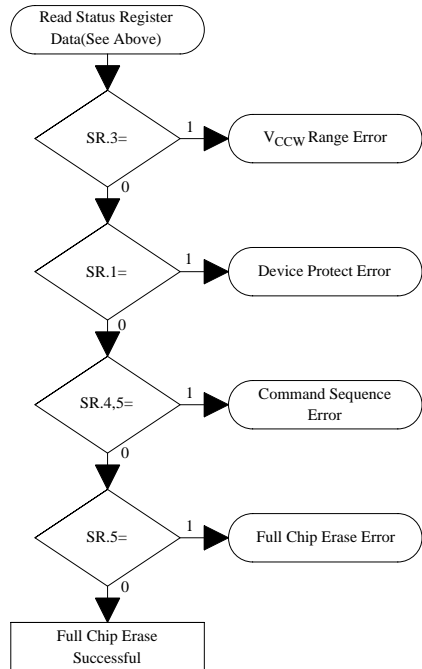 Read Status Register
Data(See Above)
SR.3=
1
VCCW Range Error
0
SR.1=
1
Device Protect Error
0
SR.4,5=
1
Command Sequence
Error
0
SR.5=
1
Full Chip Erase Error
0
Full Chip Erase
Successful